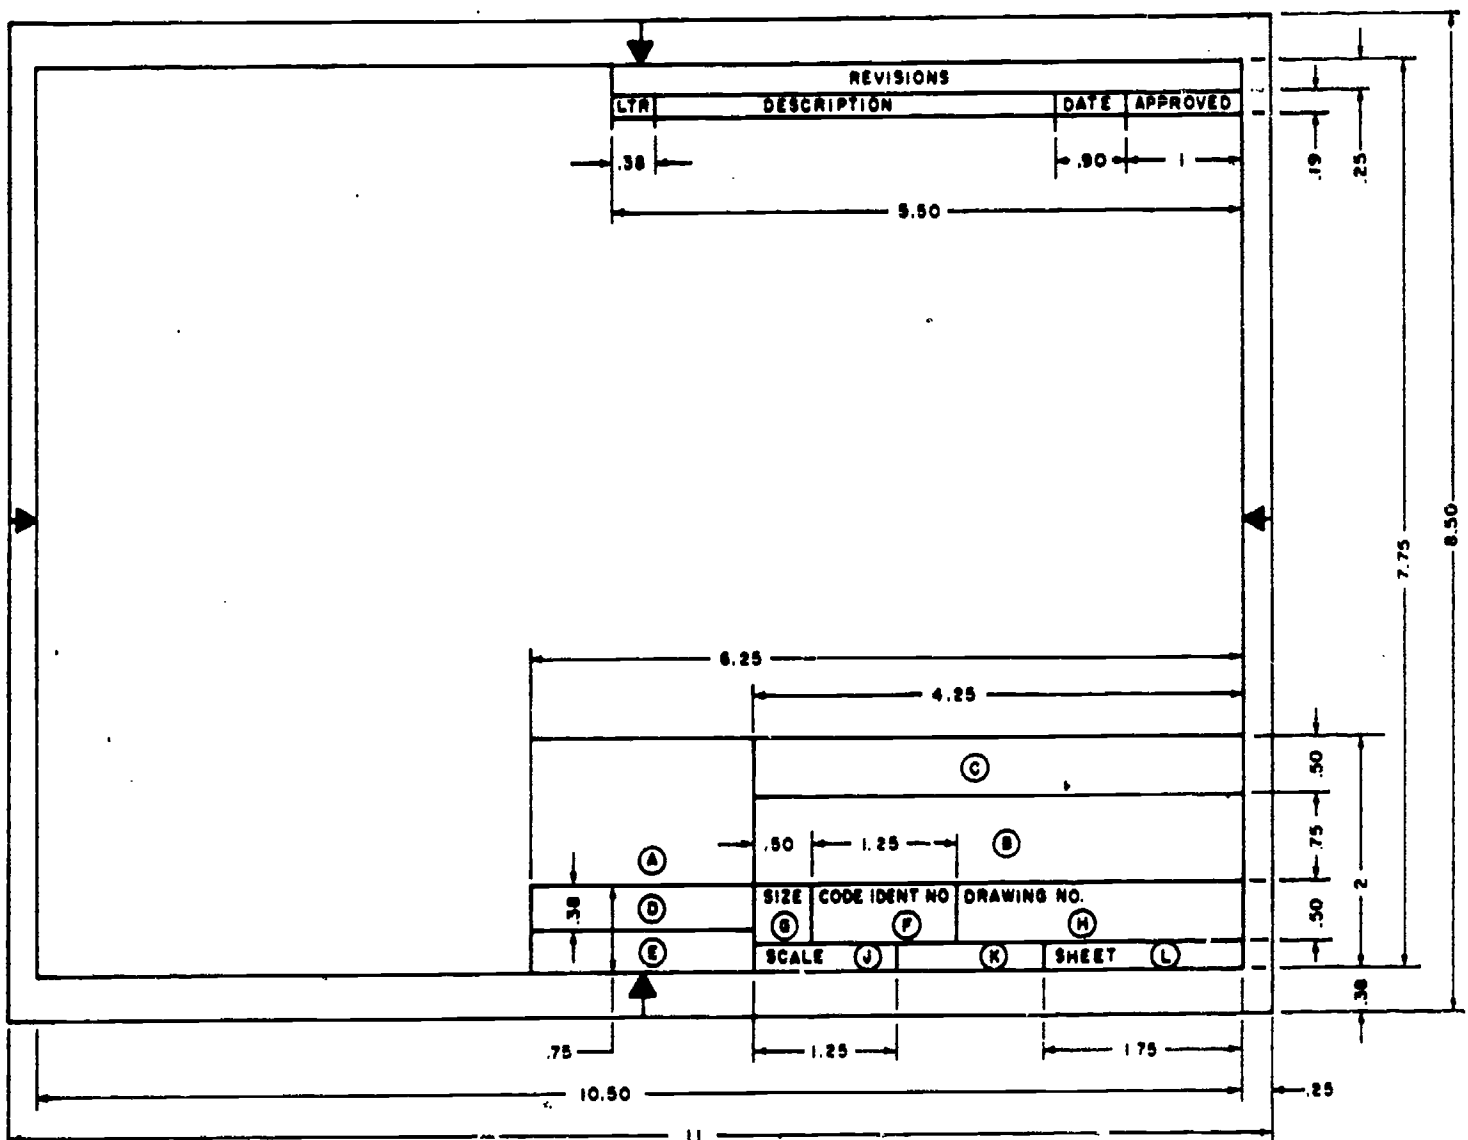 REVISIONS
LTR DESCRIPTION DATE APPROVED
.38 .90 1 .19 .25
5.50
8.50
7.75
6.25
4.25
C .50
.50 1.25 B .75
A 2
.38 D SIZE CODE IDENT NO DRAWING NO. .50
G F H
E SCALE J K SHEET L
.38
.75 1.25 1.75
10.50 .25
11